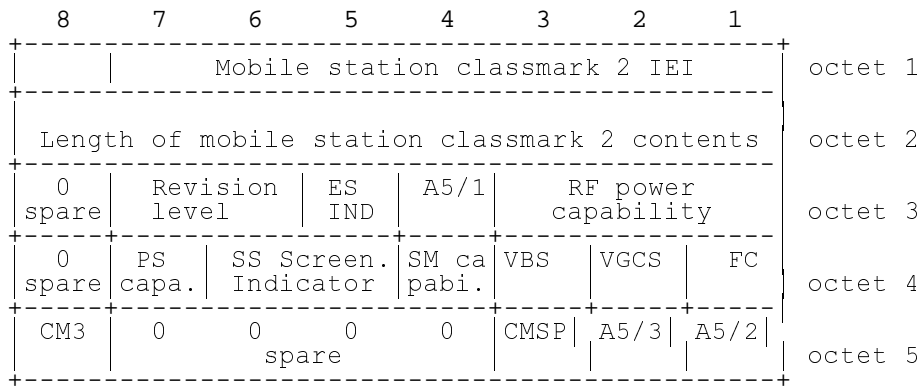 8 7 6 5 4 3 2 1
Mobile station classmark 2 IEI octet 1
Length of mobile station classmark 2 contents octet 2
0 Revision ES A5/1 RF power
spare level IND capability octet 3
0 PS SS Screen. SM ca VBS VGCS FC
spare capa. Indicator pabi. octet 4
CM3 0 0 0 0 CMSP A5/3 A5/2
spare octet 5